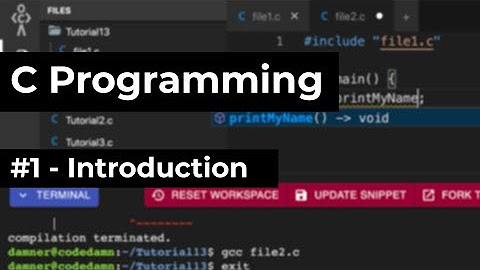 FILES
Tutorial13
file1.c
C file1.c
C file2.c
1 #include "file1.c"
main() {
printMyName;
printMyName() -> void
C Programming
C Tutorial2.c
C Tutorial3.c
#1 - Introduction
TERMINAL
RESET WORKSPACE
UPDATE SNIPPET
FORK T
| ^~~~~~~~~
compilation terminated.
damner@codedamn:~/Tutorial13$ gcc file2.c
damner@codedamn:~/Tutorial13$ exit